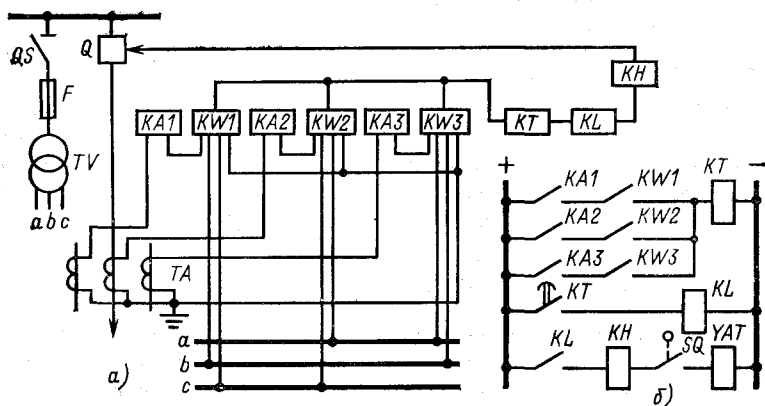 QS
Q
F
TV
a b c
KA1 KW1 KA2 KW2 KA3 KW3
KT KL
KH
TA
a
b
c
а)
+ −
KA1 KW1 KT
KA2 KW2
KA3 KW3
KT KL
KL KH SQ YAT
б)